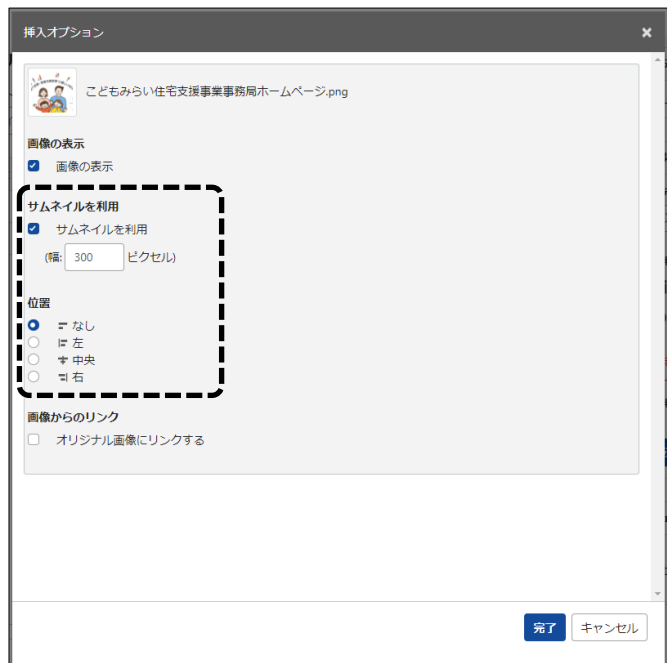 挿入オプション
こどもみらい住宅支援事業事務局ホームページ.png
画像の表示
画像の表示
サムネイルを利用
サムネイルを利用
(幅: 300 ピクセル)
位置
なし
左
中央
右
画像からのリンク
オリジナル画像にリンクする
完了 キャンセル